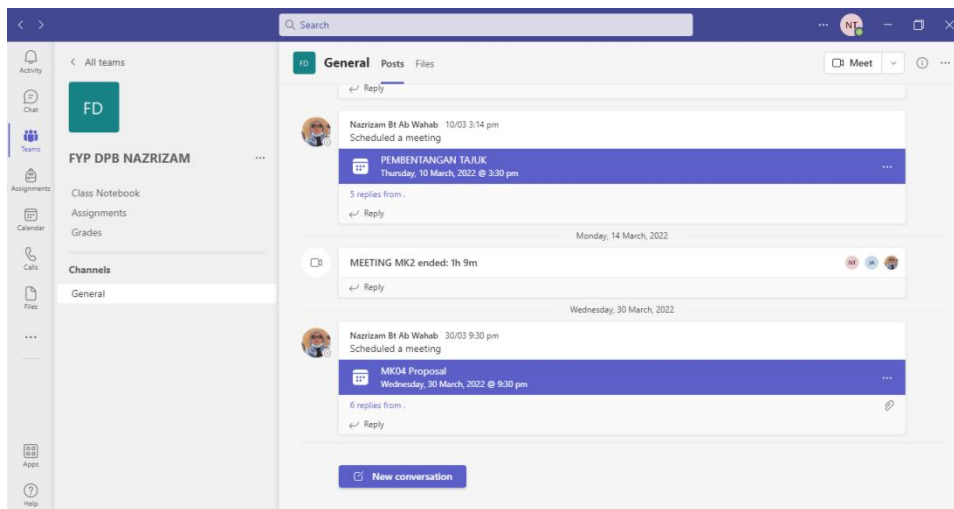 Search
NT
Activity
Chat
Teams
Assignments
Calendar
Calls
Files
...
Apps
Help
All teams
FD
FYP DPB NAZRIZAM
...
Class Notebook
Assignments
Grades
Channels
General
FD General Posts Files
Meet
Reply
Nazrizam Bt Ab Wahab 10/03 3:14 pm
Scheduled a meeting
PEMBENTANGAN TAJUK
Thursday, 10 March, 2022 @ 3:30 pm
5 replies from .
Reply
Monday, 14 March, 2022
MEETING MK2 ended: 1h 9m
NT JA
Reply
Wednesday, 30 March, 2022
Nazrizam Bt Ab Wahab 30/03 9:30 pm
Scheduled a meeting
MK04 Proposal
Wednesday, 30 March, 2022 @ 9:30 pm
6 replies from .
Reply
New conversation